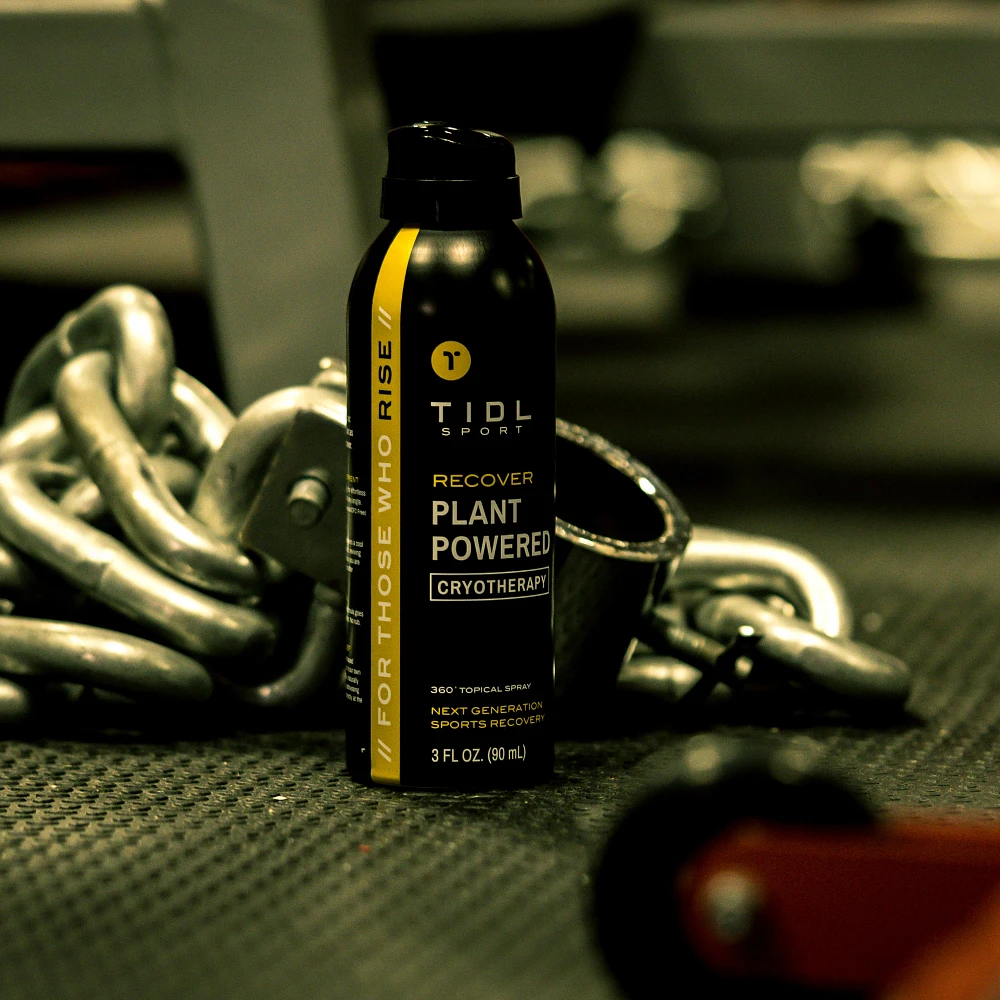 // FOR THOSE WHO RISE //
T
TIDL
SPORT
RECOVER
PLANT
POWERED
CRYOTHERAPY
360° TOPICAL SPRAY
NEXT GENERATION
SPORTS RECOVERY
3 FL OZ. (90 mL)